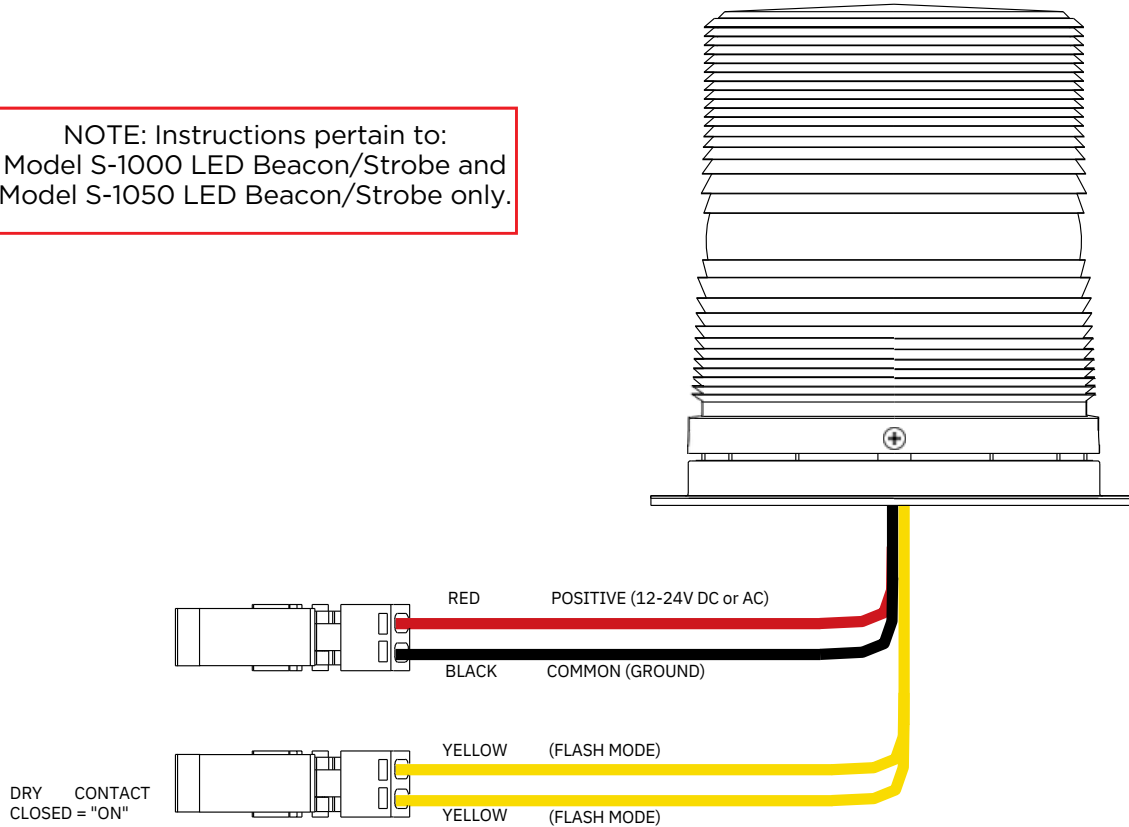 NOTE: Instructions pertain to:
Model S-1000 LED Beacon/Strobe and
Model S-1050 LED Beacon/Strobe only.
RED POSITIVE (12-24V DC or AC)
BLACK COMMON (GROUND)
YELLOW (FLASH MODE)
DRY CONTACT
CLOSED = "ON"
YELLOW (FLASH MODE)